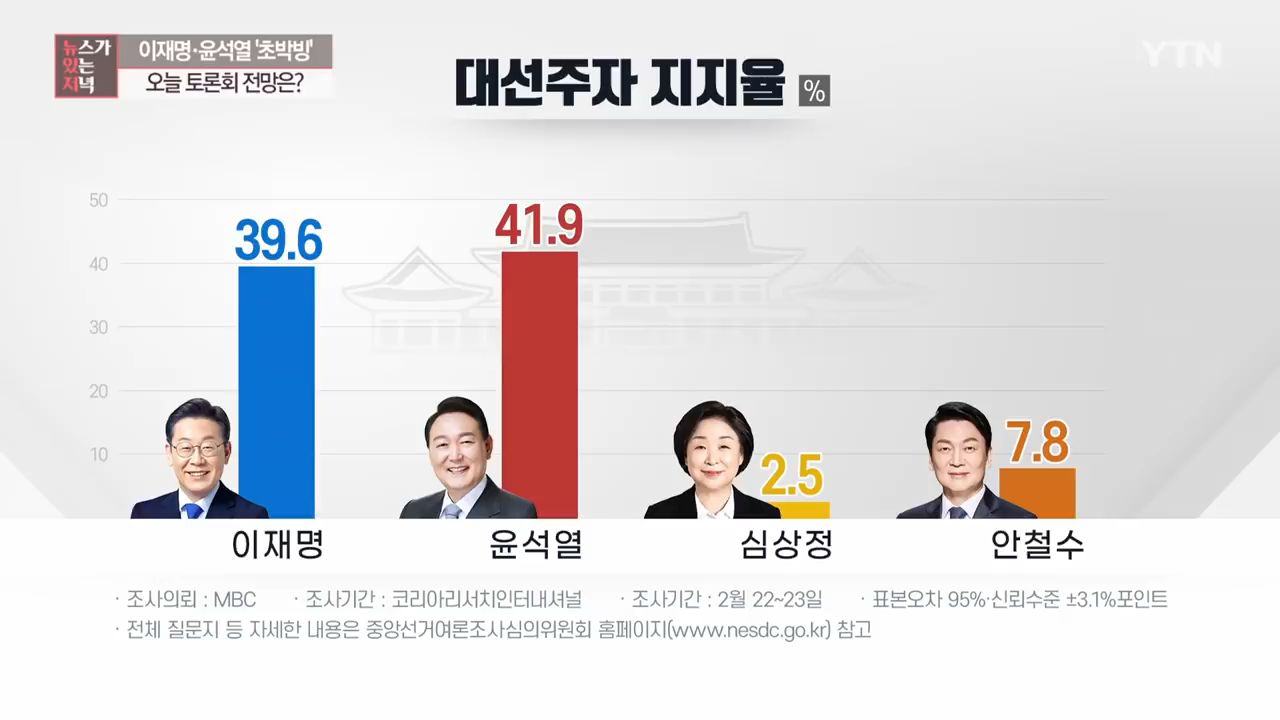 뉴스가
있는
저녁
이재명·윤석열 '초박빙'
오늘 토론회 전망은?
대선주자 지지율 %
YTN
50
40
30
20
10
39.6
41.9
2.5
7.8
이재명
윤석열
심상정
안철수
· 조사의뢰 : MBC · 조사기간 : 코리아리서치인터내셔널 · 조사기간 : 2월 22~23일 · 표본오차 95%·신뢰수준 ±3.1%포인트
· 전체 질문지 등 자세한 내용은 중앙선거여론조사심의위원회 홈페이지(www.nesdc.go.kr) 참고